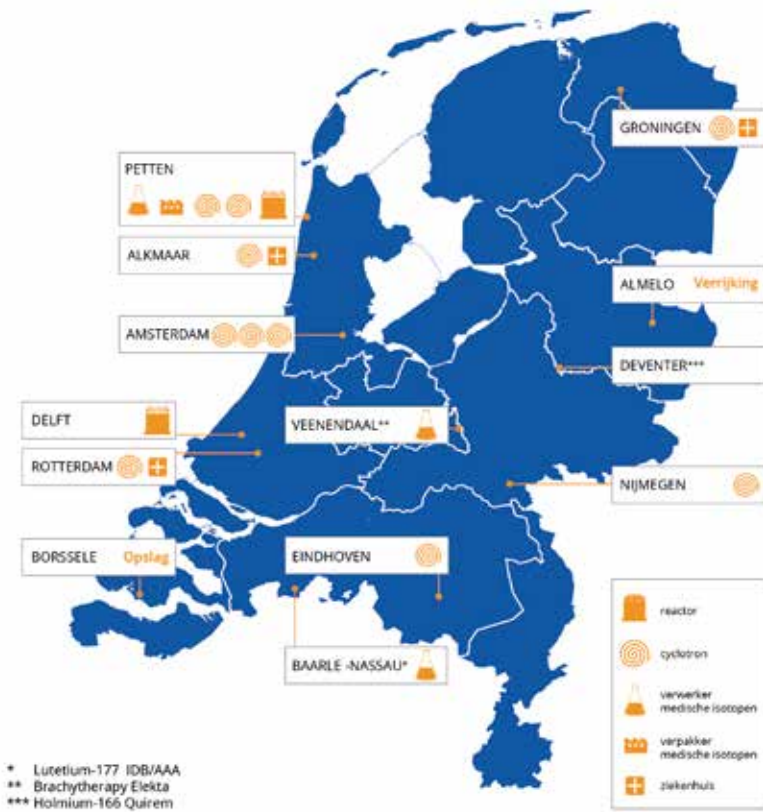 GRONINGEN
PETTEN
ALKMAAR
ALMELO Verrijking
AMSTERDAM
DEVENTER***
DELFT
VEENENDAAL**
ROTTERDAM
NIJMEGEN
BORSSELE Opslag
EINDHOVEN
reactor
cyclotron
BAARLE -NASSAU*
verwerker
medische isotopen
verpakker
medische isotopen
ziekenhuis
* Lutetium-177 IDB/AAA
** Brachytherapy Elekta
*** Holmium-166 Quirem